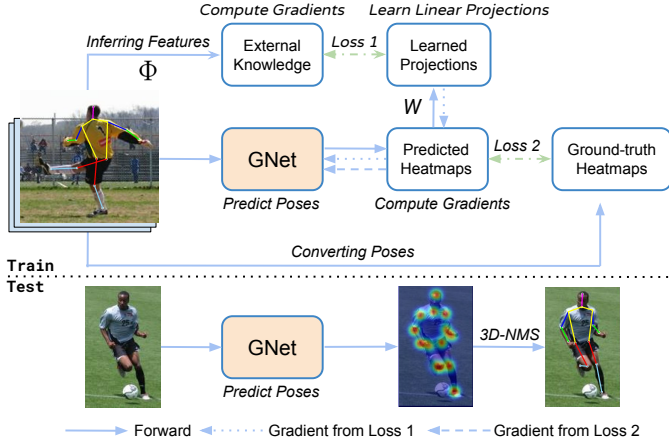 Compute Gradients
Learn Linear Projections
Inferring Features
Φ
External
Knowledge
Loss 1
Learned
Projections
W
GNet
Predict Poses
Predicted
Heatmaps
Compute Gradients
Loss 2
Ground-truth
Heatmaps
Converting Poses
Train
Test
GNet
Predict Poses
3D-NMS
Forward
Gradient from Loss 1
Gradient from Loss 2